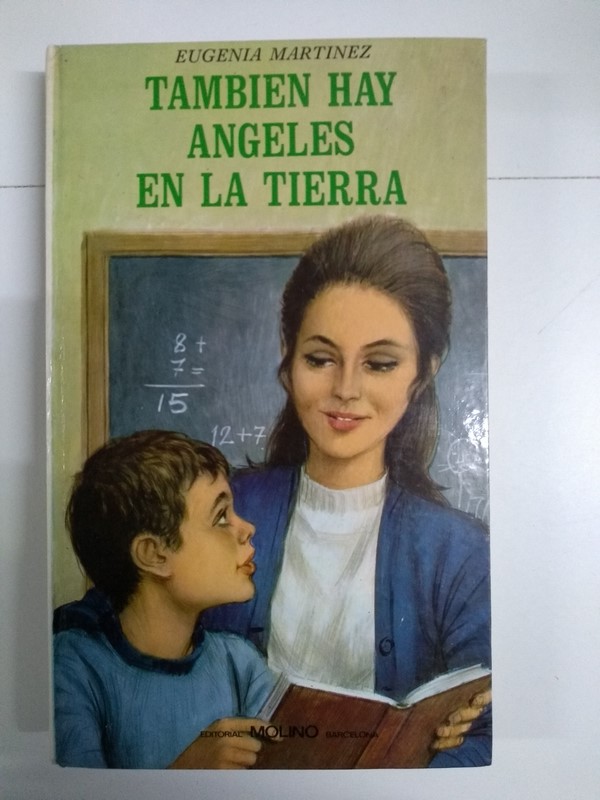 EUGENIA MARTINEZ
TAMBIEN HAY
ANGELES
EN LA TIERRA
8 +
7 =
15
12+7
EDITORIAL MOLINO BARCELONA